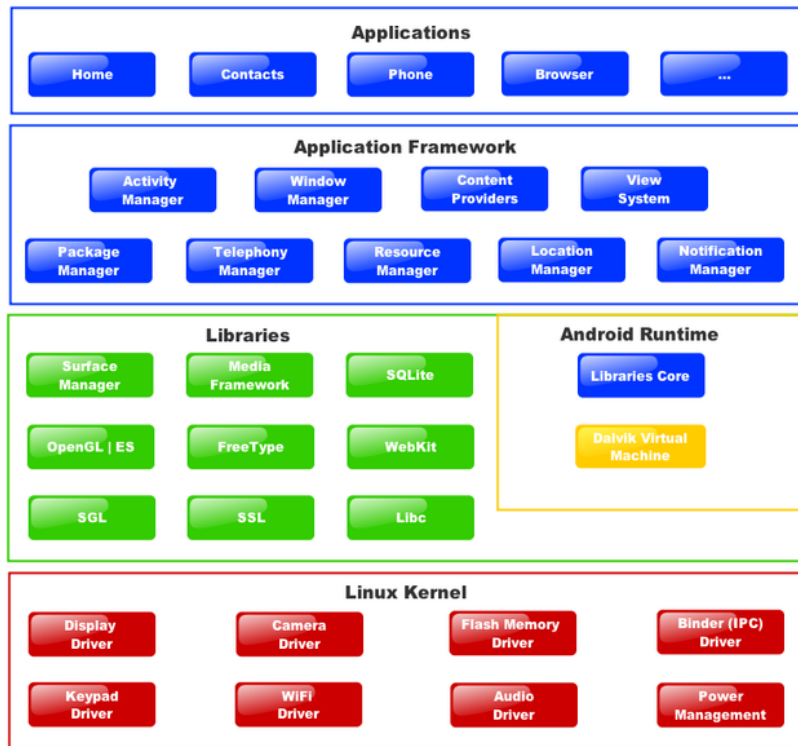 Applications
Home
Contacts
Phone
Browser
...
Application Framework
Activity
Manager
Window
Manager
Content
Providers
View
System
Package
Manager
Telephony
Manager
Resource
Manager
Location
Manager
Notification
Manager
Libraries
Surface
Manager
Media
Framework
SQLite
OpenGL | ES
FreeType
WebKit
SGL
SSL
Libc
Android Runtime
Libraries Core
Dalvik Virtual
Machine
Linux Kernel
Display
Driver
Camera
Driver
Flash Memory
Driver
Binder (IPC)
Driver
Keypad
Driver
WiFi
Driver
Audio
Driver
Power
Management